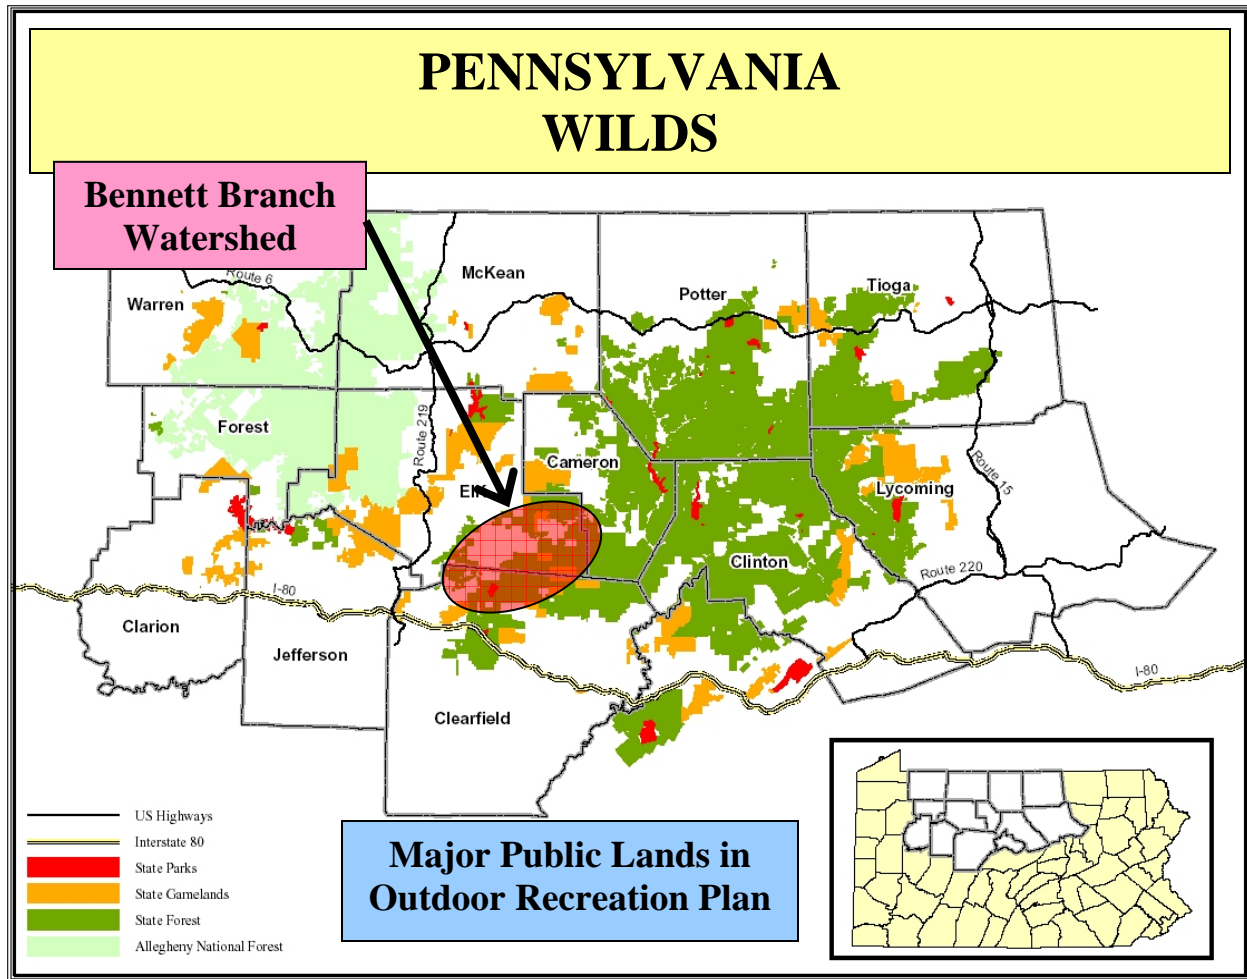 PENNSYLVANIA
WILDS
Bennett Branch
Watershed
Route 6
McKean
Warren
Potter
Tioga
Route 219
Forest
Cameron
Elk
Lycoming
Route 15
Clinton
Route 220
I-80
Clarion
Jefferson
I-80
Clearfield
US Highways
Interstate 80
State Parks
State Gamelands
State Forest
Allegheny National Forest
Major Public Lands in
Outdoor Recreation Plan